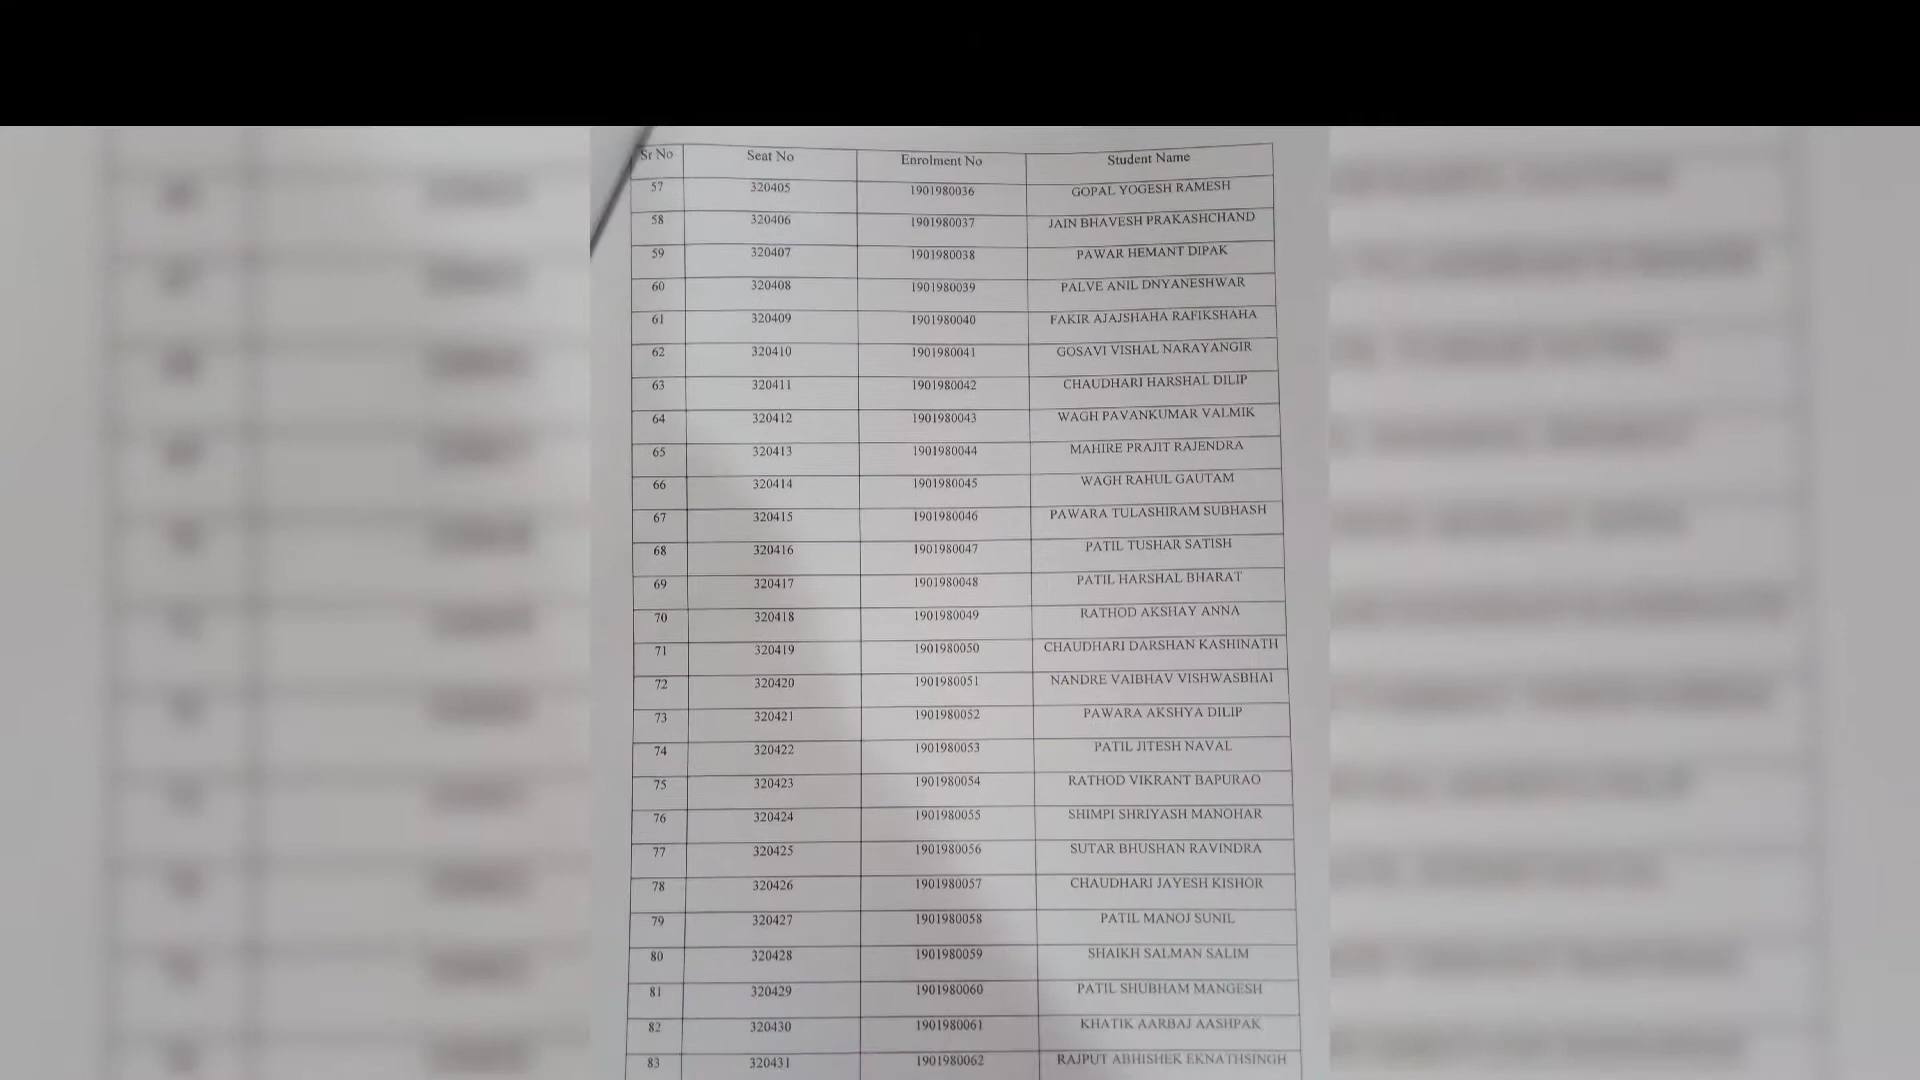 Sr No Seat No Enrolment No Student Name
57 320405 1901980036 GOPAL YOGESH RAMESH
58 320406 1901980037 JAIN BHAVESH PRAKASHCHAND
59 320407 1901980038 PAWAR HEMANT DIPAK
60 320408 1901980039 PALVE ANIL DNYANESHWAR
61 320409 1901980040 FAKIR AJAJSHAHA RAFIKSHAHA
62 320410 1901980041 GOSAVI VISHAL NARAYANGIR
63 320411 1901980042 CHAUDHARI HARSHAL DILIP
64 320412 1901980043 WAGH PAVANKUMAR VALMIK
65 320413 1901980044 MAHIRE PRAJIT RAJENDRA
66 320414 1901980045 WAGH RAHUL GAUTAM
67 320415 1901980046 PAWARA TULASHIRAM SUBHASH
68 320416 1901980047 PATIL TUSHAR SATISH
69 320417 1901980048 PATIL HARSHAL BHARAT
70 320418 1901980049 RATHOD AKSHAY ANNA
71 320419 1901980050 CHAUDHARI DARSHAN KASHINATH
72 320420 1901980051 NANDRE VAIBHAV VISHWASBHAI
73 320421 1901980052 PAWARA AKSHYA DILIP
74 320422 1901980053 PATIL JITESH NAVAL
75 320423 1901980054 RATHOD VIKRANT BAPURAO
76 320424 1901980055 SHIMPI SHRIYASH MANOHAR
77 320425 1901980056 SUTAR BHUSHAN RAVINDRA
78 320426 1901980057 CHAUDHARI JAYESH KISHOR
79 320427 1901980058 PATIL MANOJ SUNIL
80 320428 1901980059 SHAIKH SALMAN SALIM
81 320429 1901980060 PATIL SHUBHAM MANGESH
82 320430 1901980061 KHATIK AARBAJ AASHPAK
83 320431 1901980062 RAJPUT ABHISHEK EKNATHSINGH